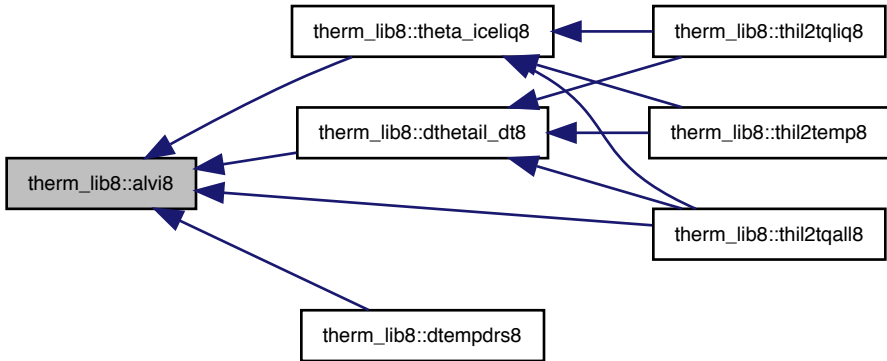 therm_lib8::theta_iceliq8
therm_lib8::thil2tqliq8
therm_lib8::dthetail_dt8
therm_lib8::thil2temp8
therm_lib8::alvi8
therm_lib8::thil2tqall8
therm_lib8::dtempdrs8